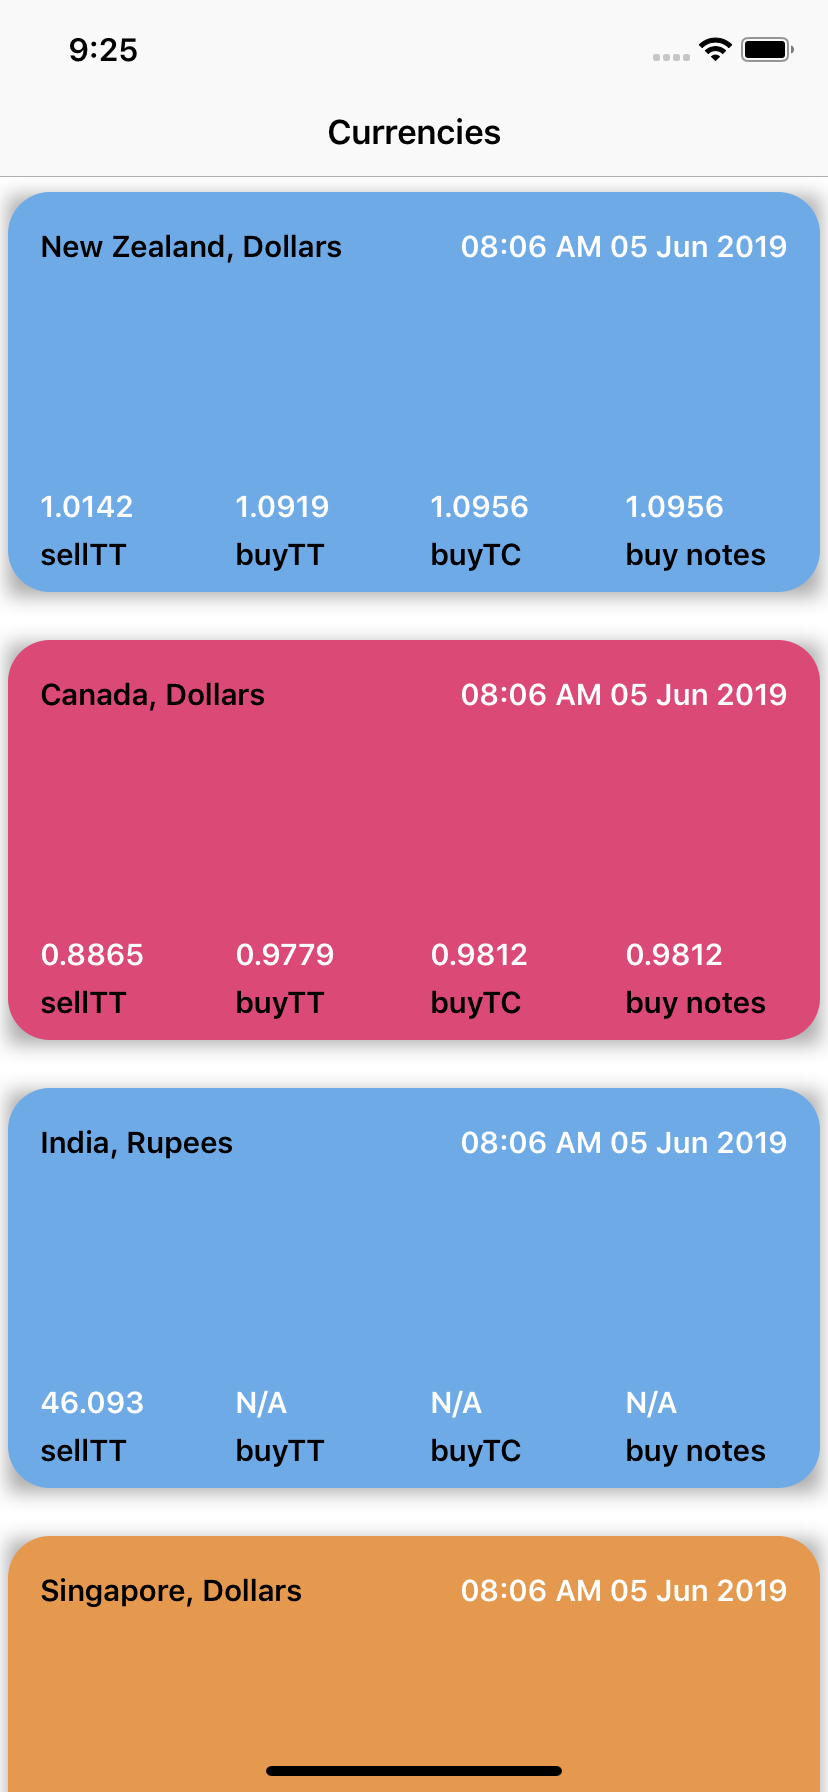 9:25
Currencies
New Zealand, Dollars 08:06 AM 05 Jun 2019
1.0142 1.0919 1.0956 1.0956
sellTT buyTT buyTC buy notes
Canada, Dollars 08:06 AM 05 Jun 2019
0.8865 0.9779 0.9812 0.9812
sellTT buyTT buyTC buy notes
India, Rupees 08:06 AM 05 Jun 2019
46.093 N/A N/A N/A
sellTT buyTT buyTC buy notes
Singapore, Dollars 08:06 AM 05 Jun 2019